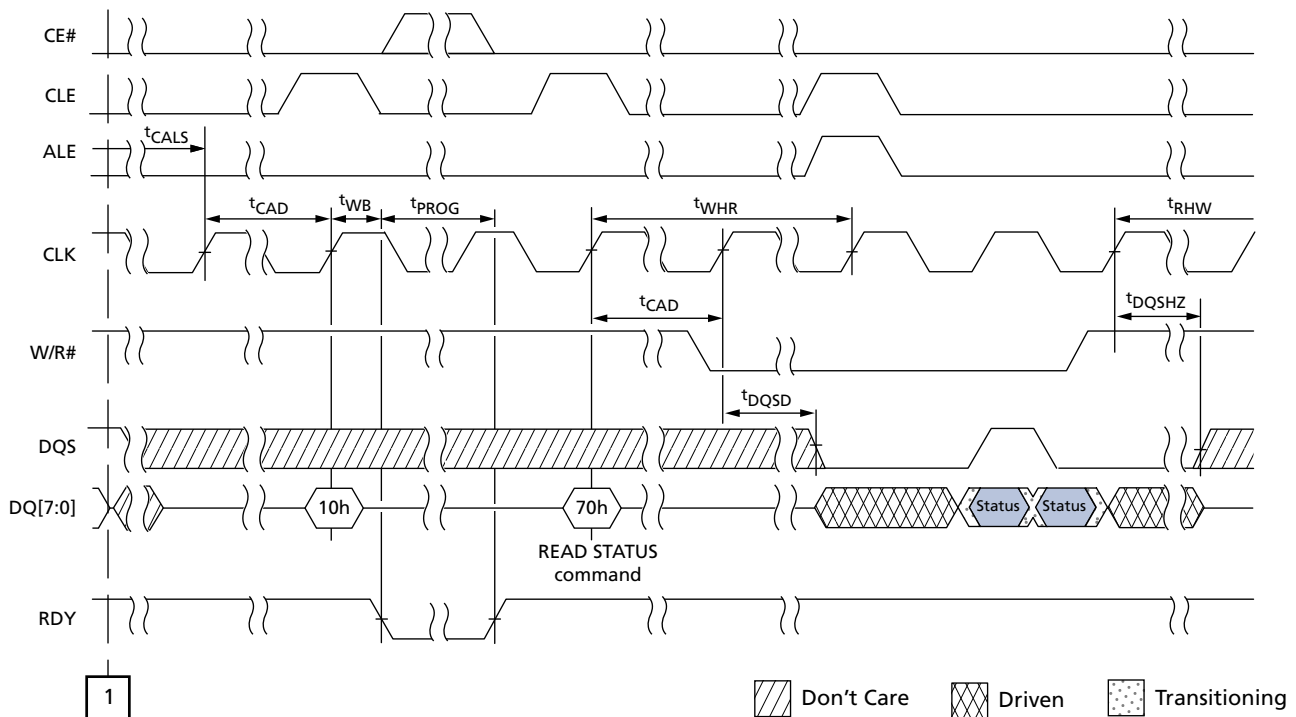 CE#
CLE
tCALS
ALE
tCAD
tWB
tPROG
tWHR
tRHW
CLK
tCAD
tDQSHZ
W/R#
tDQSD
DQS
DQ[7:0]
10h
70h
Status
Status
READ STATUS
command
RDY
1
Don't Care
Driven
Transitioning